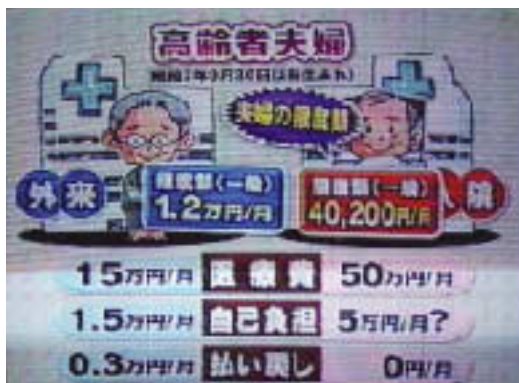 高齢者夫婦
夫婦の限度額
外来
限度額(一般)
1.2万円/月
限度額(一般)
40,200円/月
入院
15万円/月 医療費 50万円/月
1.5万円/月 自己負担 5万円/月?
0.3万円/月 払い戻し 0円/月